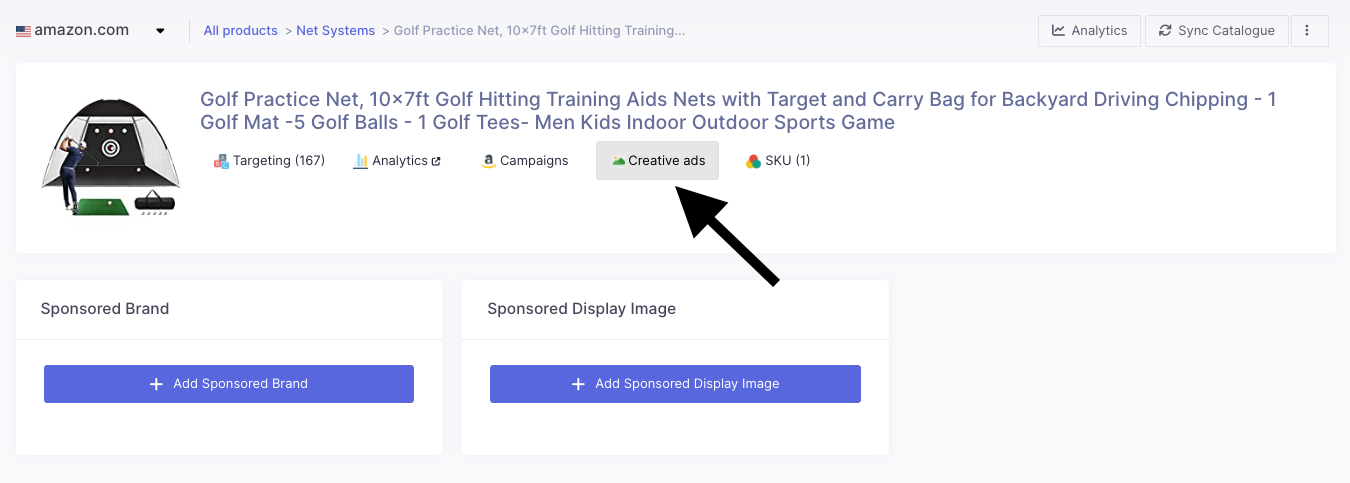 amazon.com All products > Net Systems > Golf Practice Net, 10×7ft Golf Hitting Training... Analytics Sync Catalogue
Golf Practice Net, 10×7ft Golf Hitting Training Aids Nets with Target and Carry Bag for Backyard Driving Chipping - 1
Golf Mat -5 Golf Balls - 1 Golf Tees- Men Kids Indoor Outdoor Sports Game
Targeting (167) Analytics Campaigns Creative ads SKU (1)
Sponsored Brand Sponsored Display Image
+ Add Sponsored Brand + Add Sponsored Display Image